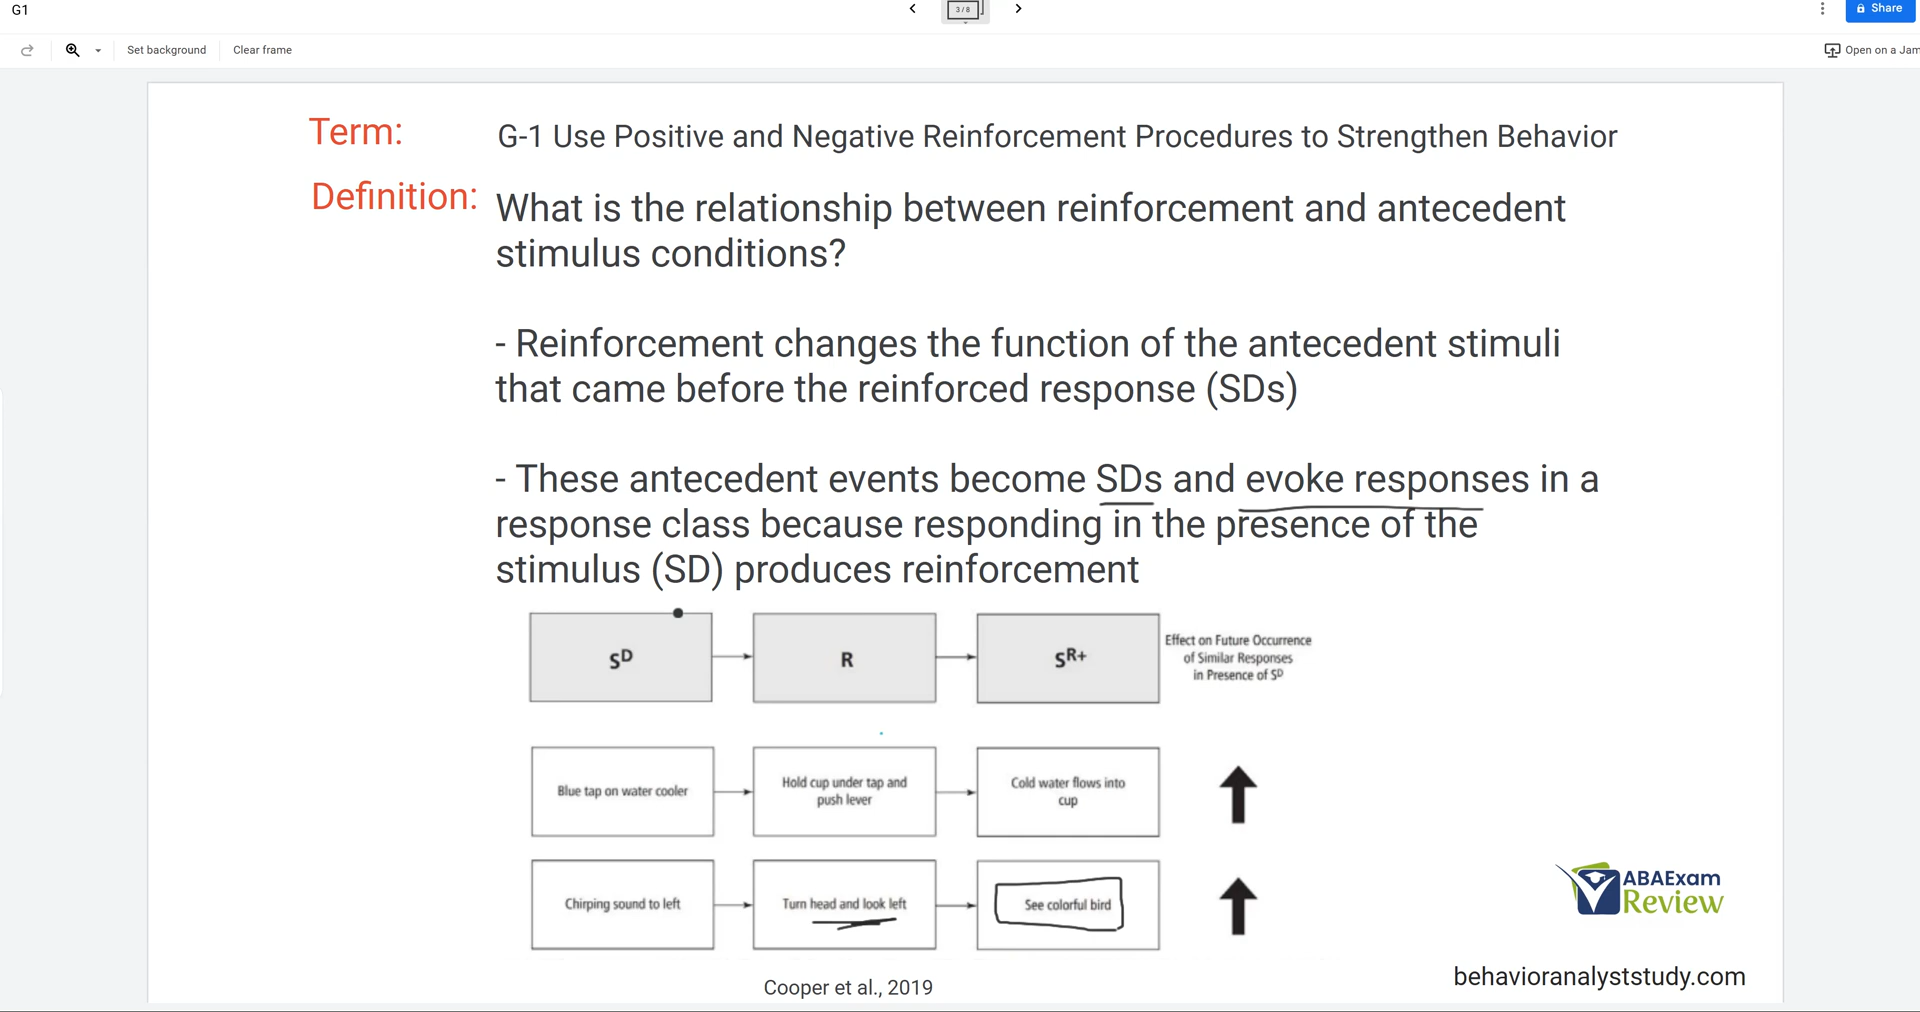 G1
3 / 8
Share
Set background
Clear frame
Open on a Jam
Term:
G-1 Use Positive and Negative Reinforcement Procedures to Strengthen Behavior
Definition:
What is the relationship between reinforcement and antecedent
stimulus conditions?
- Reinforcement changes the function of the antecedent stimuli
that came before the reinforced response (SDs)
- These antecedent events become SDs and evoke responses in a
response class because responding in the presence of the
stimulus (SD) produces reinforcement
SD
R
SR+
Effect on Future Occurrence
of Similar Responses
in Presence of SD
Blue tap on water cooler
Hold cup under tap and
push lever
Cold water flows into
cup
Chirping sound to left
Turn head and look left
See colorful bird
ABAExam
Review
behavioranalyststudy.com
Cooper et al., 2019